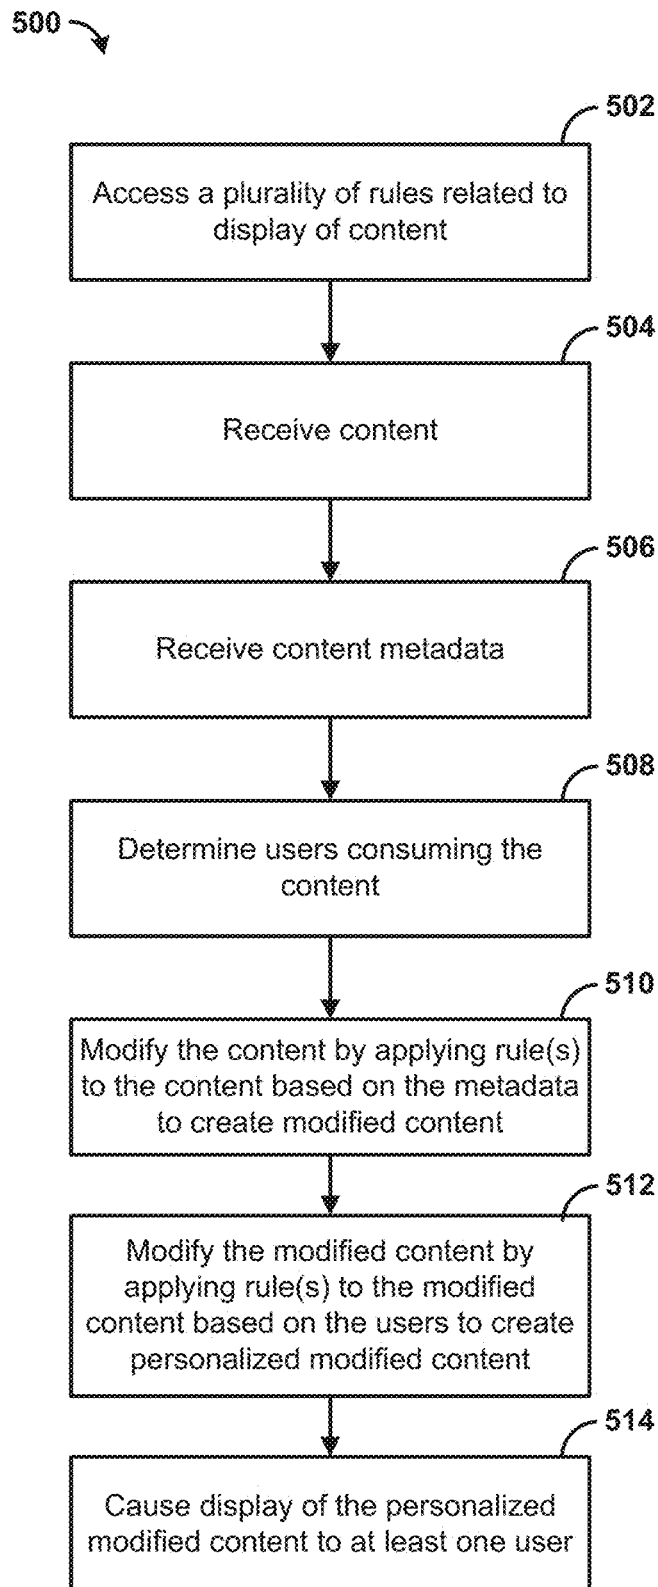 500
502
Access a plurality of rules related to
display of content
504
Receive content
506
Receive content metadata
508
Determine users consuming the
content
510
Modify the content by applying rule(s)
to the content based on the metadata
to create modified content
512
Modify the modified content by
applying rule(s) to the modified
content based on the users to create
personalized modified content
514
Cause display of the personalized
modified content to at least one user